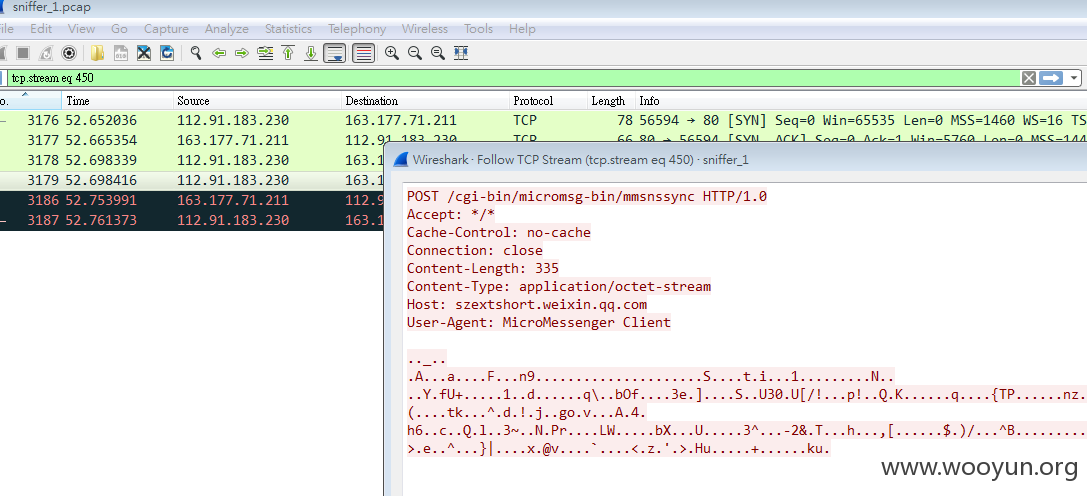 sniffer_1.pcap
File Edit View Go Capture Analyze Statistics Telephony Wireless Tools Help
tcp.stream eq 450
o. Time Source Destination Protocol Length Info
3176 52.652036 112.91.183.230 163.177.71.211 TCP 78 56594 → 80 [SYN] Seq=0 Win=65535 Len=0 MSS=1460 WS=16 TS
3177 52.665354 163.177.71.211 112.91.183.230 TCP 66 80 → 56594 [SYN, ACK] Seq=0 Ack=1 Win=5760 Len=0 MSS=144
3178 52.698339 112.91.183.230 163.1
3179 52.698416 112.91.183.230 163.1
3186 52.753991 163.177.71.211 112.9
3187 52.761373 112.91.183.230 163.1
Wireshark · Follow TCP Stream (tcp.stream eq 450) · sniffer_1
POST /cgi-bin/micromsg-bin/mmsnssync HTTP/1.0
Accept: */*
Cache-Control: no-cache
Connection: close
Content-Length: 335
Content-Type: application/octet-stream
Host: szextshort.weixin.qq.com
User-Agent: MicroMessenger Client
.._..
.A...a....F...n9.....................S....t.i...1.........N..
..Y.fU+.....1..d......q\..bOf....3e.]....S..U30.U[/!...p!..Q.K......q....{TP......nz.
(....tk...^.d.!.j..go.v...A.4.
h6..c..Q.l..3~..N.Pr....LW.....bX...U.....3^...-2&.T...h...,[......$.)/...^B.........
>.e..^...}|....x.@v....`....<.z.'.>.Hu.....+......ku.
www.wooyun.org